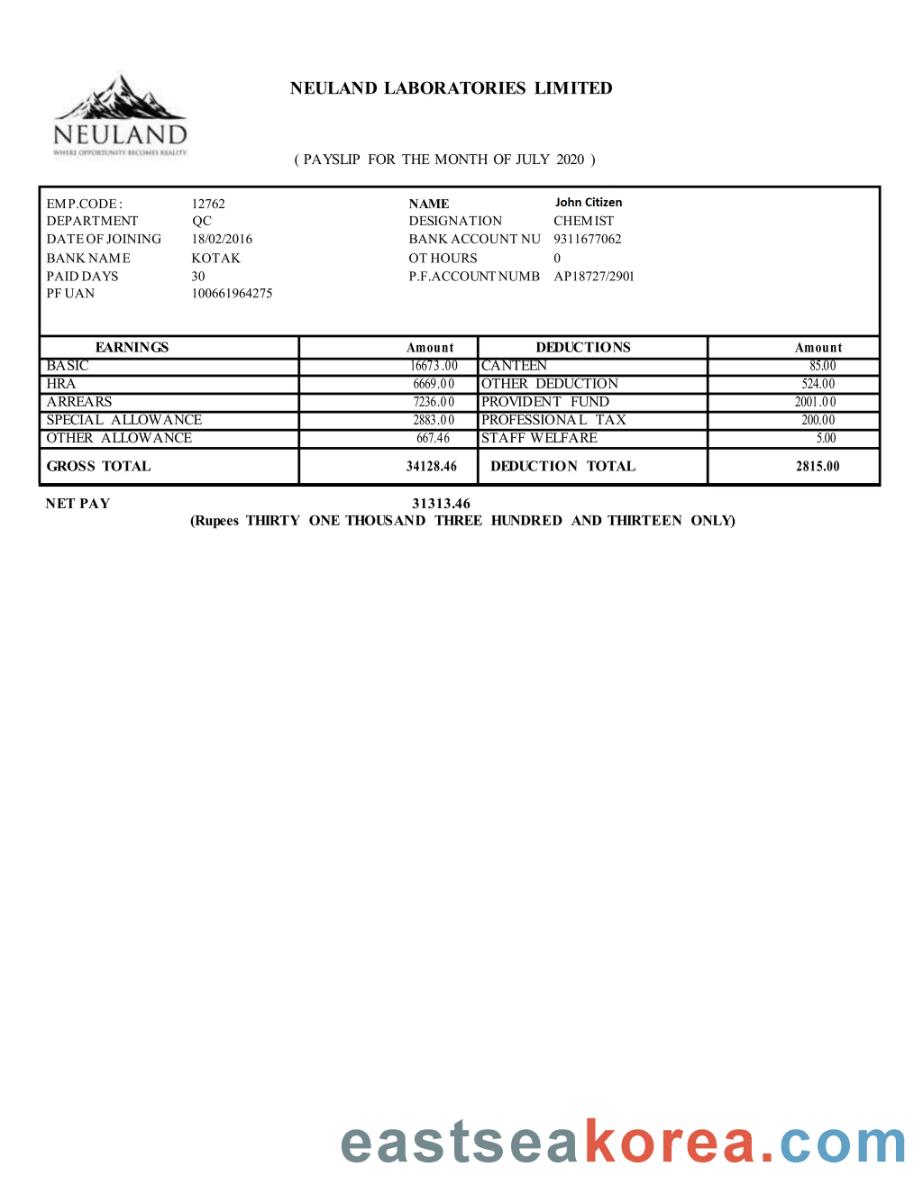 NEULAND LABORATORIES LIMITED
NEULAND
WHERE OPPORTUNITY BECOMES REALITY
( PAYSLIP FOR THE MONTH OF JULY 2020 )
EMP.CODE : 12762 NAME John Citizen
DEPARTMENT QC DESIGNATION CHEMIST
DATE OF JOINING 18/02/2016 BANK ACCOUNT NU 9311677062
BANK NAME KOTAK OT HOURS 0
PAID DAYS 30 P.F.ACCOUNT NUMB AP18727/2901
PF UAN 100661964275
EARNINGS Amount DEDUCTIONS Amount
BASIC 16673.00 CANTEEN 85.00
HRA 6669.00 OTHER DEDUCTION 524.00
ARREARS 7236.00 PROVIDENT FUND 2001.00
SPECIAL ALLOWANCE 2883.00 PROFESSIONAL TAX 200.00
OTHER ALLOWANCE 667.46 STAFF WELFARE 5.00
GROSS TOTAL 34128.46 DEDUCTION TOTAL 2815.00
NET PAY 31313.46
(Rupees THIRTY ONE THOUSAND THREE HUNDRED AND THIRTEEN ONLY)
eastseakorea.com